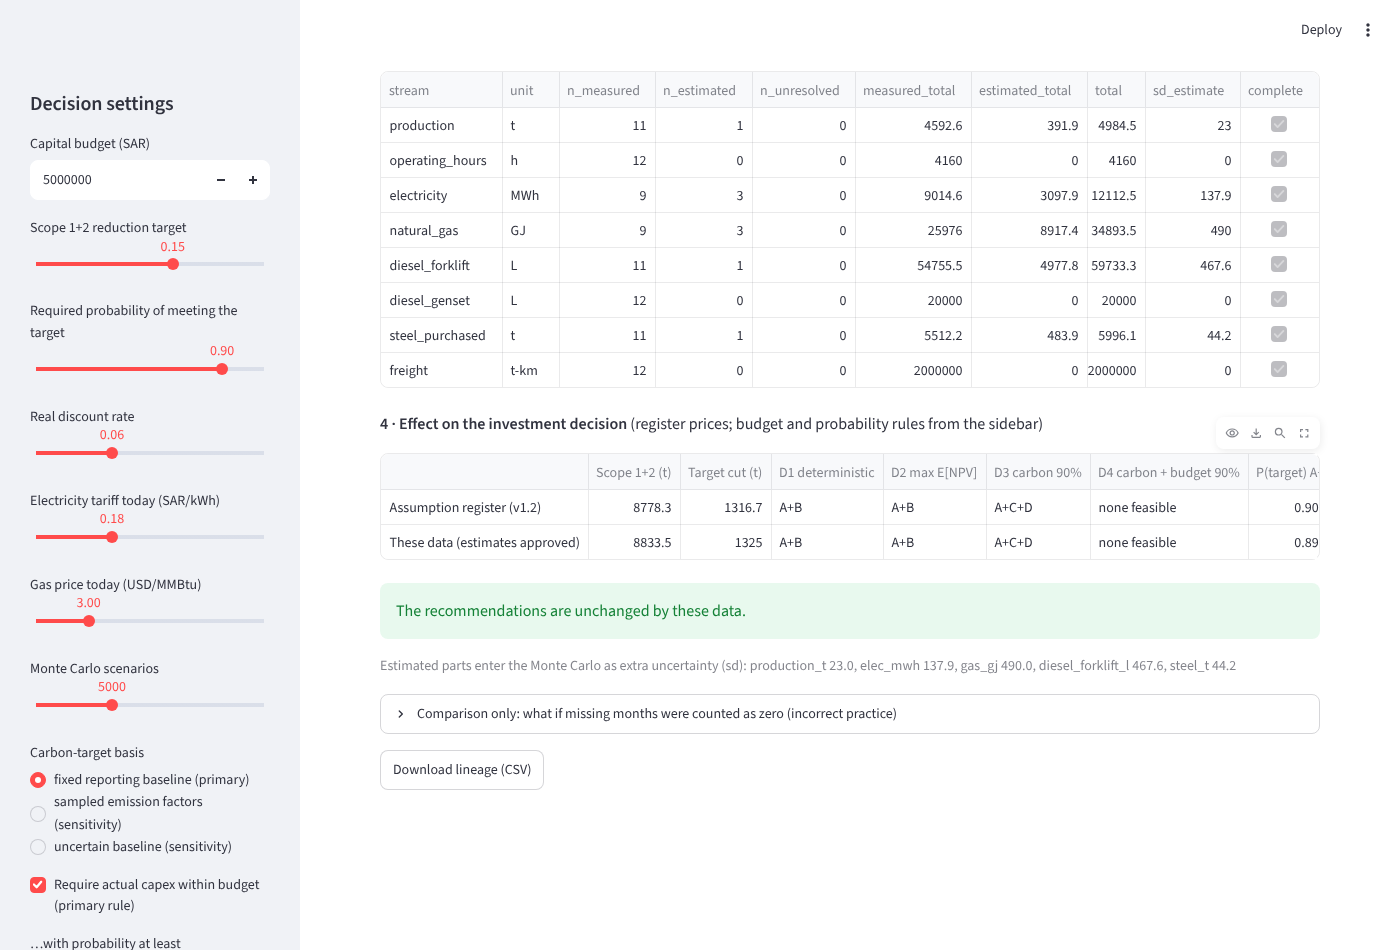 Deploy
Decision settings
Capital budget (SAR)
5000000 − +
Scope 1+2 reduction target
0.15
Required probability of meeting the
target
0.90
Real discount rate
0.06
Electricity tariff today (SAR/kWh)
0.18
Gas price today (USD/MMBtu)
3.00
Monte Carlo scenarios
5000
Carbon-target basis
fixed reporting baseline (primary)
sampled emission factors
(sensitivity)
uncertain baseline (sensitivity)
Require actual capex within budget
(primary rule)
…with probability at least
stream unit n_measured n_estimated n_unresolved measured_total estimated_total total sd_estimate complete
production t 11 1 0 4592.6 391.9 4984.5 23
operating_hours h 12 0 0 4160 0 4160 0
electricity MWh 9 3 0 9014.6 3097.9 12112.5 137.9
natural_gas GJ 9 3 0 25976 8917.4 34893.5 490
diesel_forklift L 11 1 0 54755.5 4977.8 59733.3 467.6
diesel_genset L 12 0 0 20000 0 20000 0
steel_purchased t 11 1 0 5512.2 483.9 5996.1 44.2
freight t-km 12 0 0 2000000 0 2000000 0
4 · Effect on the investment decision (register prices; budget and probability rules from the sidebar)
Scope 1+2 (t) Target cut (t) D1 deterministic D2 max E[NPV] D3 carbon 90% D4 carbon + budget 90% P(target) A
Assumption register (v1.2) 8778.3 1316.7 A+B A+B A+C+D none feasible 0.90
These data (estimates approved) 8833.5 1325 A+B A+B A+C+D none feasible 0.89
The recommendations are unchanged by these data.
Estimated parts enter the Monte Carlo as extra uncertainty (sd): production_t 23.0, elec_mwh 137.9, gas_gj 490.0, diesel_forklift_l 467.6, steel_t 44.2
Comparison only: what if missing months were counted as zero (incorrect practice)
Download lineage (CSV)